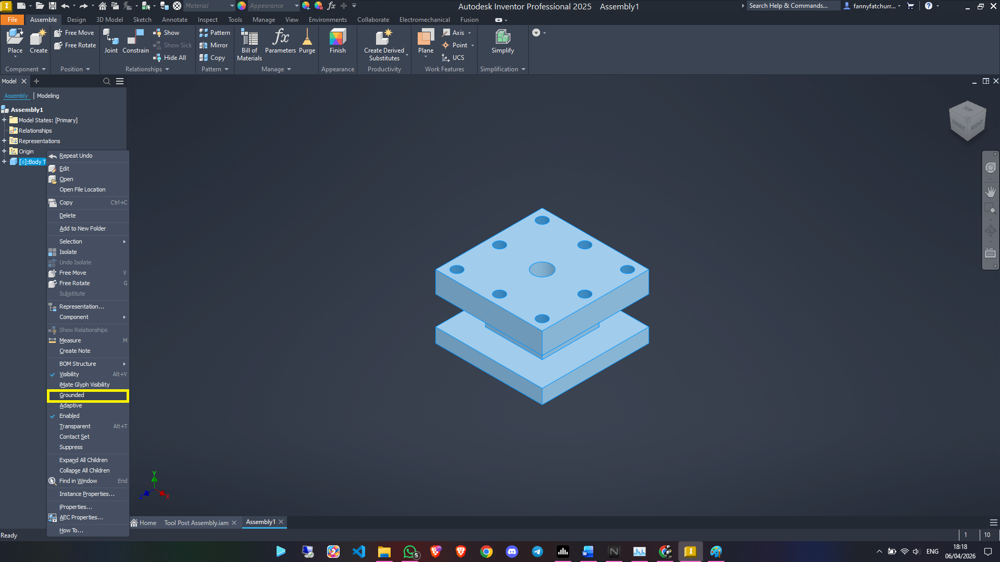 Material
Appearance
fx
Autodesk Inventor Professional 2025 Assembly1
Search Help & Commands...
fannyfatchurr...
File Assemble Design 3D Model Sketch Annotate Inspect Tools Manage View Environments Collaborate Electromechanical Fusion
Place
Create
Free Move
Free Rotate
Joint
Constrain
Show
Show Sick
Hide All
Pattern
Mirror
Copy
Bill of
Materials
fx
Parameters
Purge
Finish
Create Derived
Substitutes
Plane
Axis
Point
UCS
Simplify
Component Position Relationships Pattern Manage Appearance Productivity Work Features Simplification
Model
Assembly | Modeling
Assembly1
Model States: [Primary]
Relationships
Representations
Origin
[○]:Body T
Repeat Undo
Edit
Open
Open File Location
Copy Ctrl+C
Delete
Add to New Folder
Selection
Isolate
Undo Isolate
Free Move V
Free Rotate G
Substitute
Representation...
Component
Show Relationships
Measure M
Create Note
BOM Structure
Visibility Alt+V
iMate Glyph Visibility
Grounded
Adaptive
Enabled
Transparent Alt+T
Contact Set
Suppress
Expand All Children
Collapse All Children
Find in Window End
Instance Properties...
iProperties...
AEC Properties...
How To...
TOP
FRONT
RIGHT
Y
Z
X
Home Tool Post Assembly.iam Assembly1
Ready
1 10
5
ENG
18:18
06/04/2026